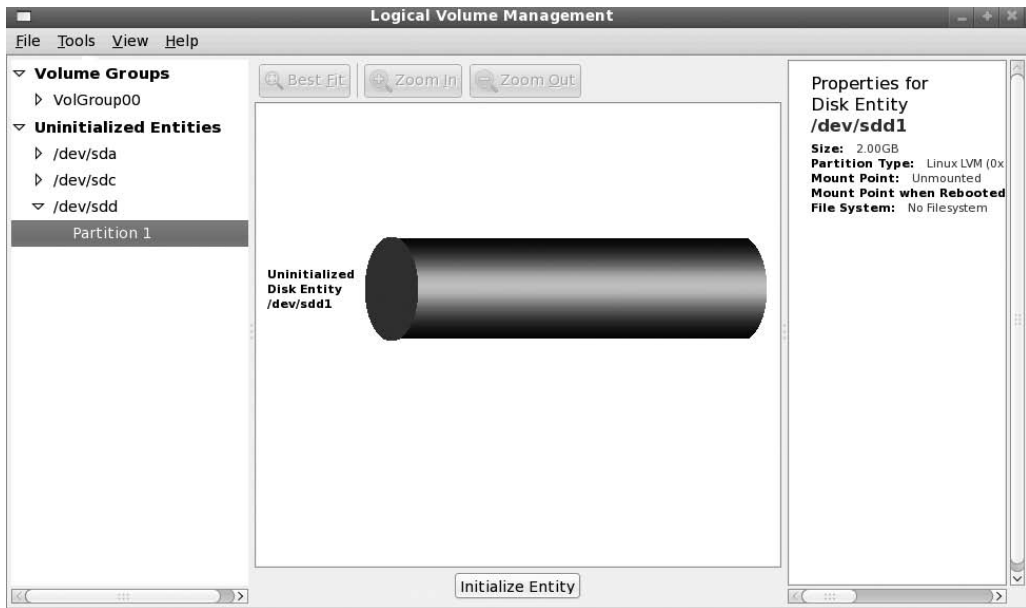 Logical Volume Management
File Tools View Help
Volume Groups
VolGroup00
Uninitialized Entities
/dev/sda
/dev/sdc
/dev/sdd
Partition 1
Best Fit
Zoom In
Zoom Out
Uninitialized
Disk Entity
/dev/sdd1
Initialize Entity
Properties for
Disk Entity
/dev/sdd1
Size: 2.00GB
Partition Type: Linux LVM (0x
Mount Point: Unmounted
Mount Point when Rebooted
File System: No Filesystem